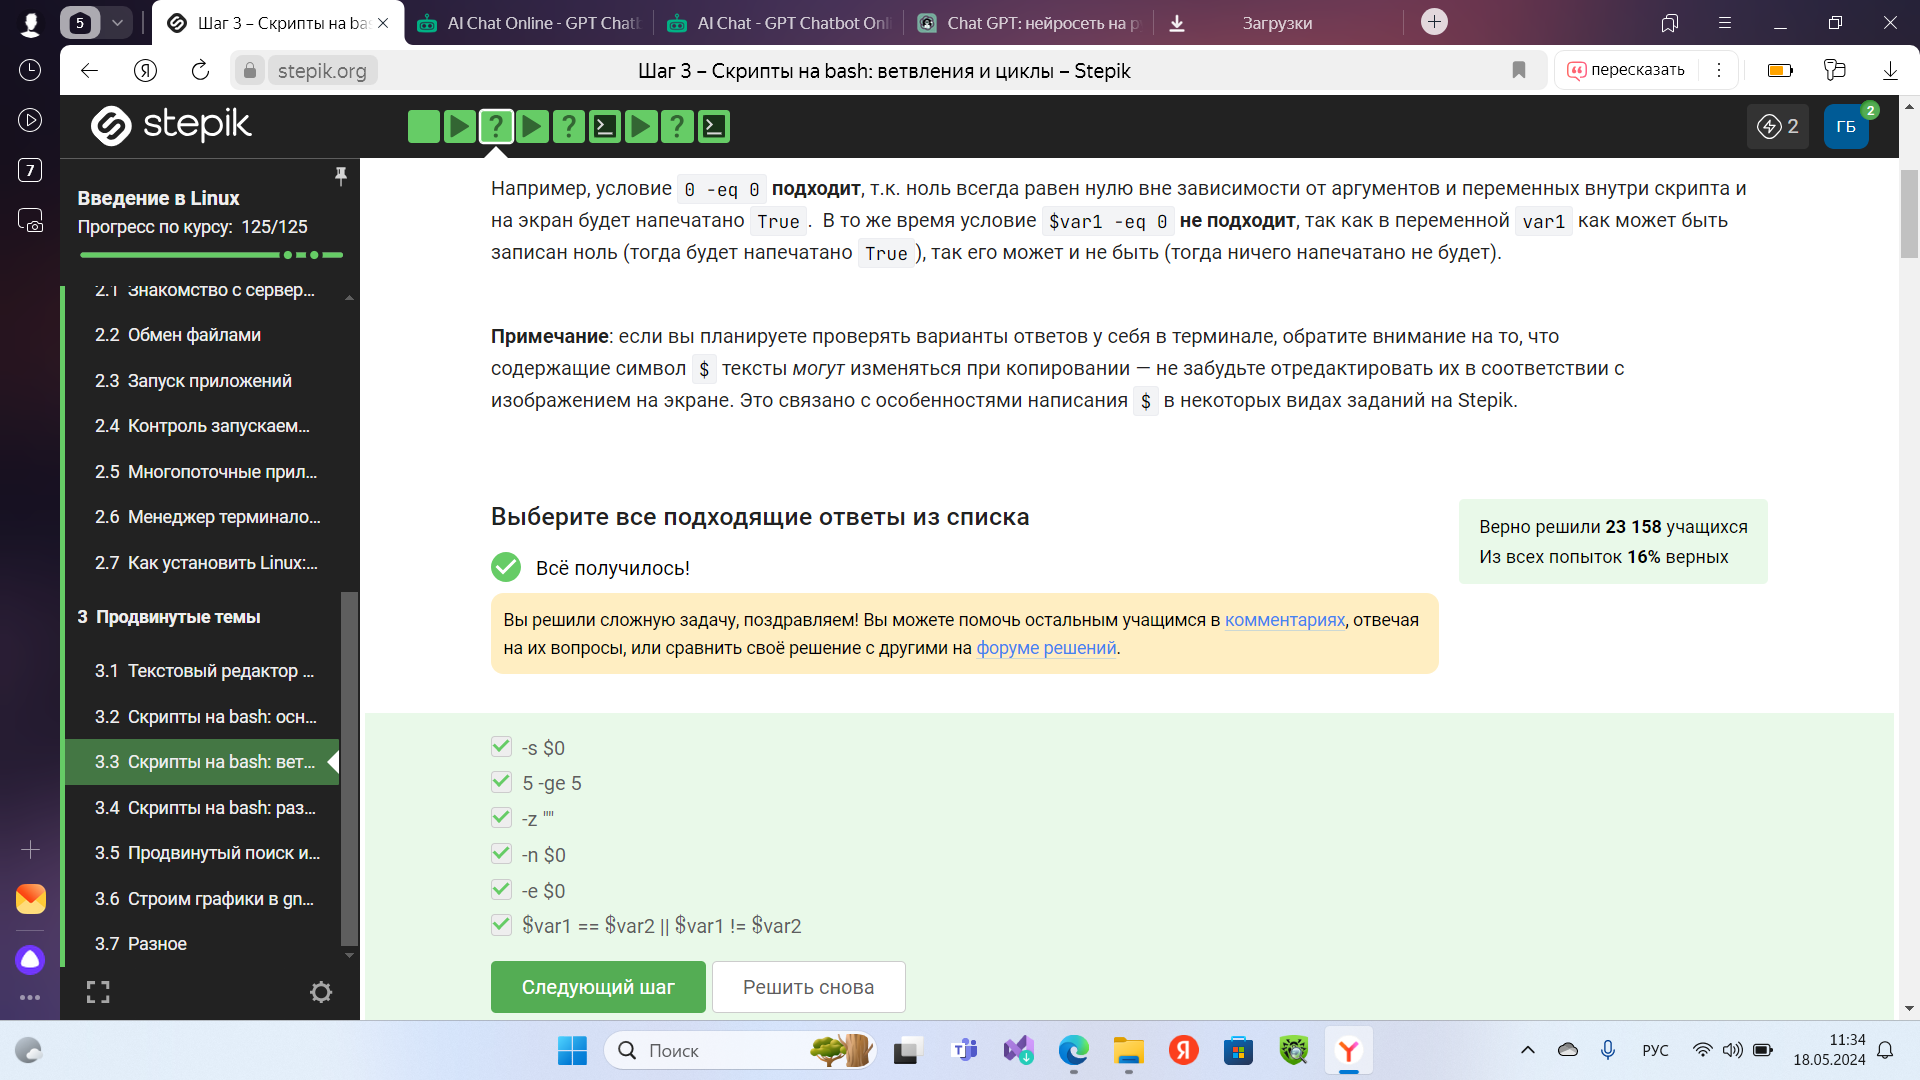 5
Шаг 3 – Скрипты на ba
AI Chat Online - GPT Chatb
AI Chat - GPT Chatbot Onl
Chat GPT: нейросеть на р
Загрузки
stepik.org
Шаг 3 – Скрипты на bash: ветвления и циклы – Stepik
пересказать
7
stepik
2
ГБ
2
Введение в Linux
Прогресс по курсу: 125/125
2.1 Знакомство с сервер...
2.2 Обмен файлами
2.3 Запуск приложений
2.4 Контроль запускаем...
2.5 Многопоточные прил...
2.6 Менеджер терминало...
2.7 Как установить Linux:...
3 Продвинутые темы
3.1 Текстовый редактор ...
3.2 Скрипты на bash: осн...
3.3 Скрипты на bash: вет...
3.4 Скрипты на bash: раз...
3.5 Продвинутый поиск и...
3.6 Строим графики в gn...
3.7 Разное
Например, условие 0 -eq 0 подходит, т.к. ноль всегда равен нулю вне зависимости от аргументов и переменных внутри скрипта и
на экран будет напечатано True. В то же время условие $var1 -eq 0 не подходит, так как в переменной var1 как может быть
записан ноль (тогда будет напечатано True), так его может и не быть (тогда ничего напечатано не будет).
Примечание: если вы планируете проверять варианты ответов у себя в терминале, обратите внимание на то, что
содержащие символ $ тексты могут изменяться при копировании — не забудьте отредактировать их в соответствии с
изображением на экране. Это связано с особенностями написания $ в некоторых видах заданий на Stepik.
Выберите все подходящие ответы из списка
Верно решили 23 158 учащихся
Из всех попыток 16% верных
Всё получилось!
Вы решили сложную задачу, поздравляем! Вы можете помочь остальным учащимся в комментариях, отвечая
на их вопросы, или сравнить своё решение с другими на форуме решений.
-s $0
5 -ge 5
-z ""
-n $0
-e $0
$var1 == $var2 || $var1 != $var2
Следующий шаг
Решить снова
Поиск
РУС
11:34
18.05.2024